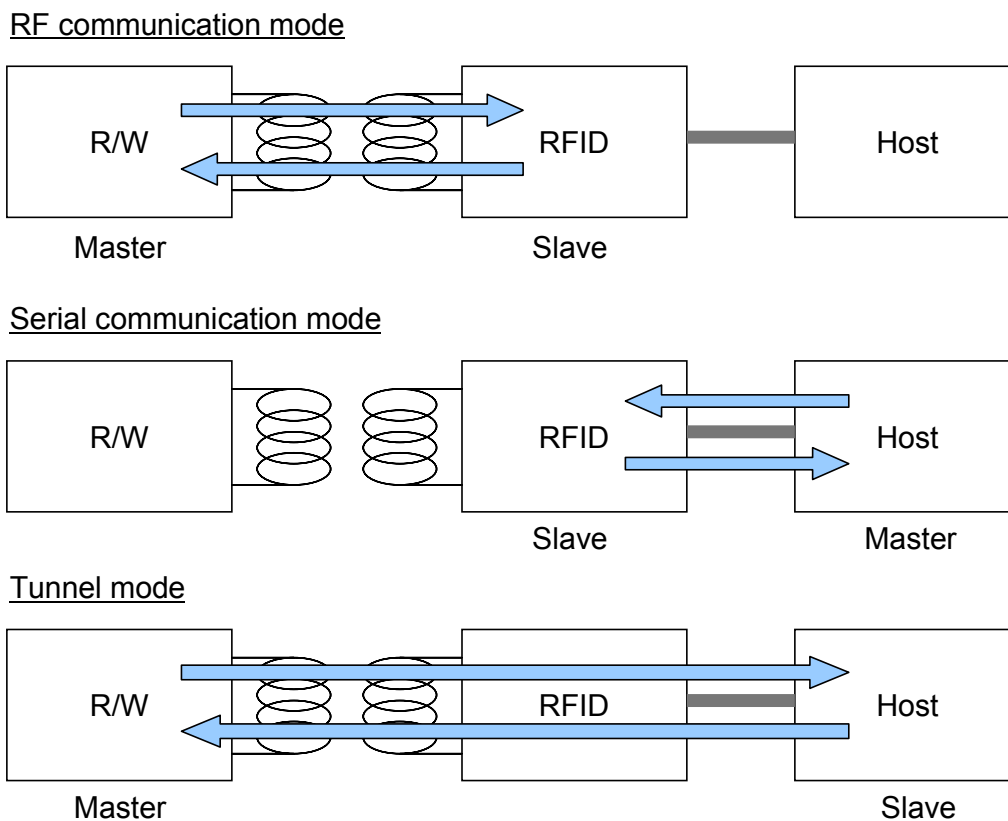 RF communication mode
R/W
RFID
Host
Master
Slave
Serial communication mode
R/W
RFID
Host
Slave
Master
Tunnel mode
R/W
RFID
Host
Master
Slave